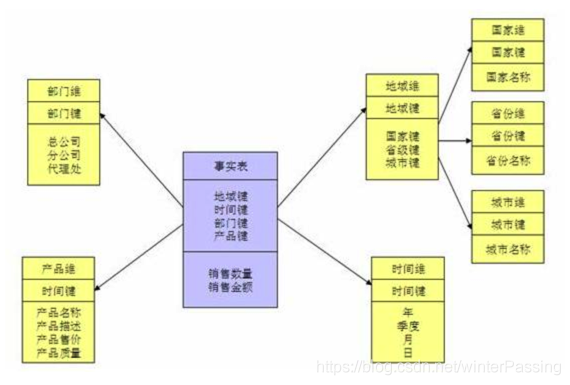 部门维
部门键
总公司
分公司
代理处
产品维
时间键
产品名称
产品描述
产品售价
产品质量
事实表
地域键
时间键
部门键
产品键
销售数量
销售金额
地域维
地域键
国家键
省级键
城市键
时间维
时间键
年
季度
月
日
国家维
国家键
国家名称
省份维
省份键
省份名称
城市维
城市键
城市名称
https://blog.csdn.net/winterPassing